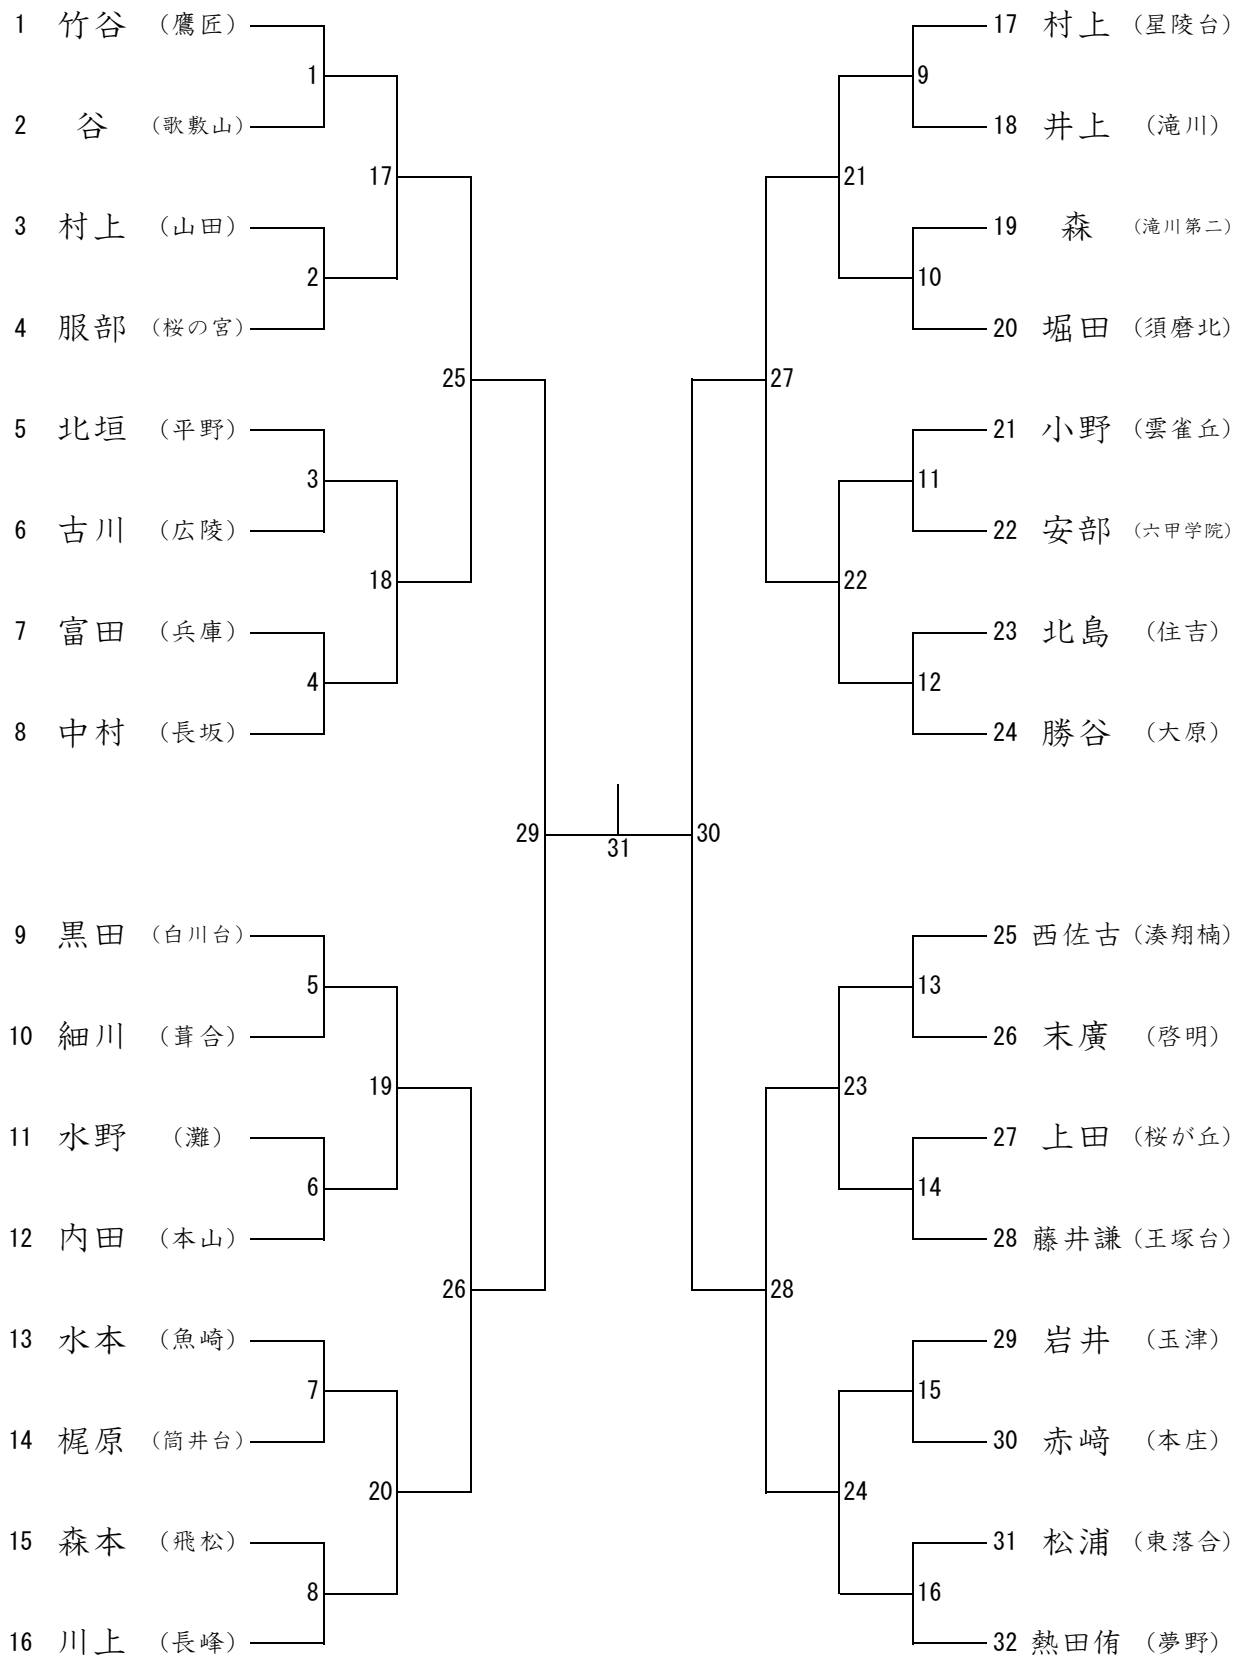 1 竹谷 (鷹匠)
1
2 谷 (歌敷山)
17
3 村上 (山田)
2
4 服部 (桜の宮)
25
5 北垣 (平野)
3
6 古川 (広陵)
18
7 富田 (兵庫)
4
8 中村 (長坂)
29
9 黒田 (白川台)
5
10 細川 (葺合)
19
11 水野 (灘)
6
12 内田 (本山)
26
13 水本 (魚崎)
7
14 梶原 (筒井台)
20
15 森本 (飛松)
8
16 川上 (長峰)
31
17 村上 (星陵台)
9
18 井上 (滝川)
21
19 森 (滝川第二)
10
20 堀田 (須磨北)
27
21 小野 (雲雀丘)
11
22 安部 (六甲学院)
22
23 北島 (住吉)
12
24 勝谷 (大原)
30
25 西佐古 (湊翔楠)
13
26 末廣 (啓明)
23
27 上田 (桜が丘)
14
28 藤井謙 (王塚台)
28
29 岩井 (玉津)
15
30 赤﨑 (本庄)
24
31 松浦 (東落合)
16
32 熱田侑 (夢野)